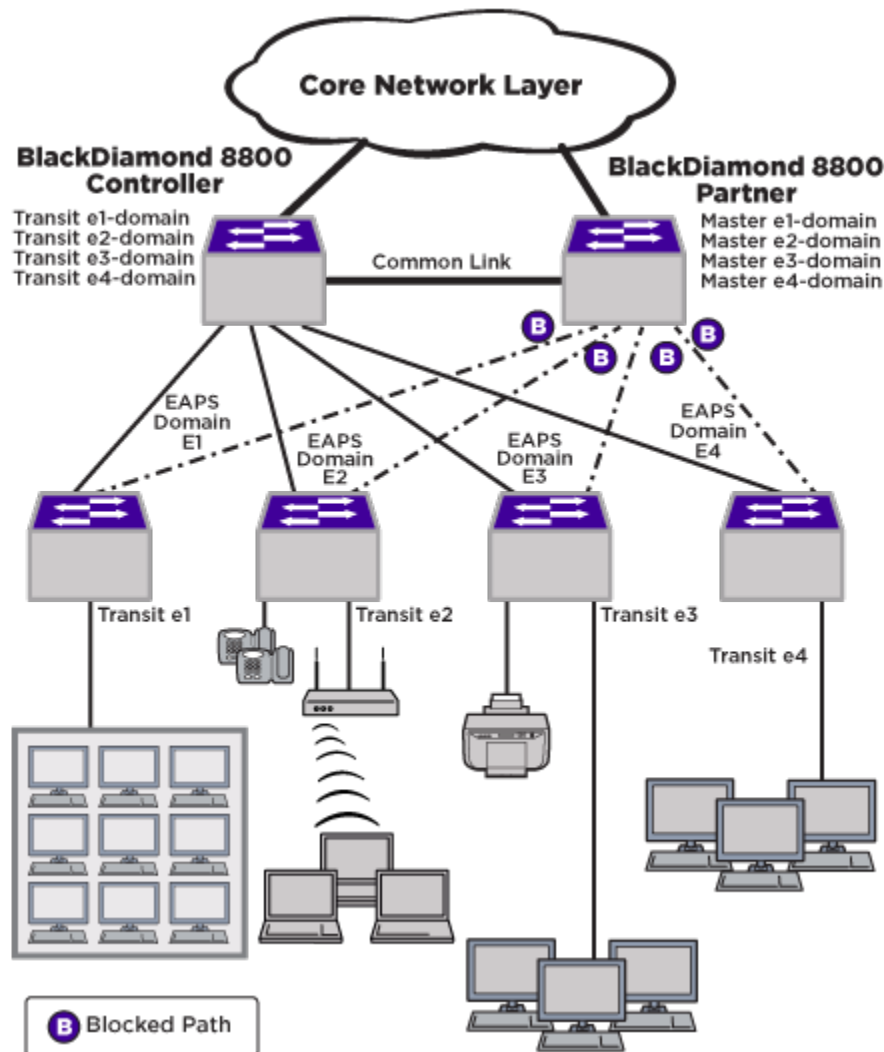 Core Network Layer
BlackDiamond 8800
Controller
Transit e1-domain
Transit e2-domain
Transit e3-domain
Transit e4-domain
BlackDiamond 8800
Partner
Master e1-domain
Master e2-domain
Master e3-domain
Master e4-domain
Common Link
B
B
B
B
EAPS
Domain
E1
EAPS
Domain
E2
EAPS
Domain
E3
EAPS
Domain
E4
Transit e1
Transit e2
Transit e3
Transit e4
B Blocked Path